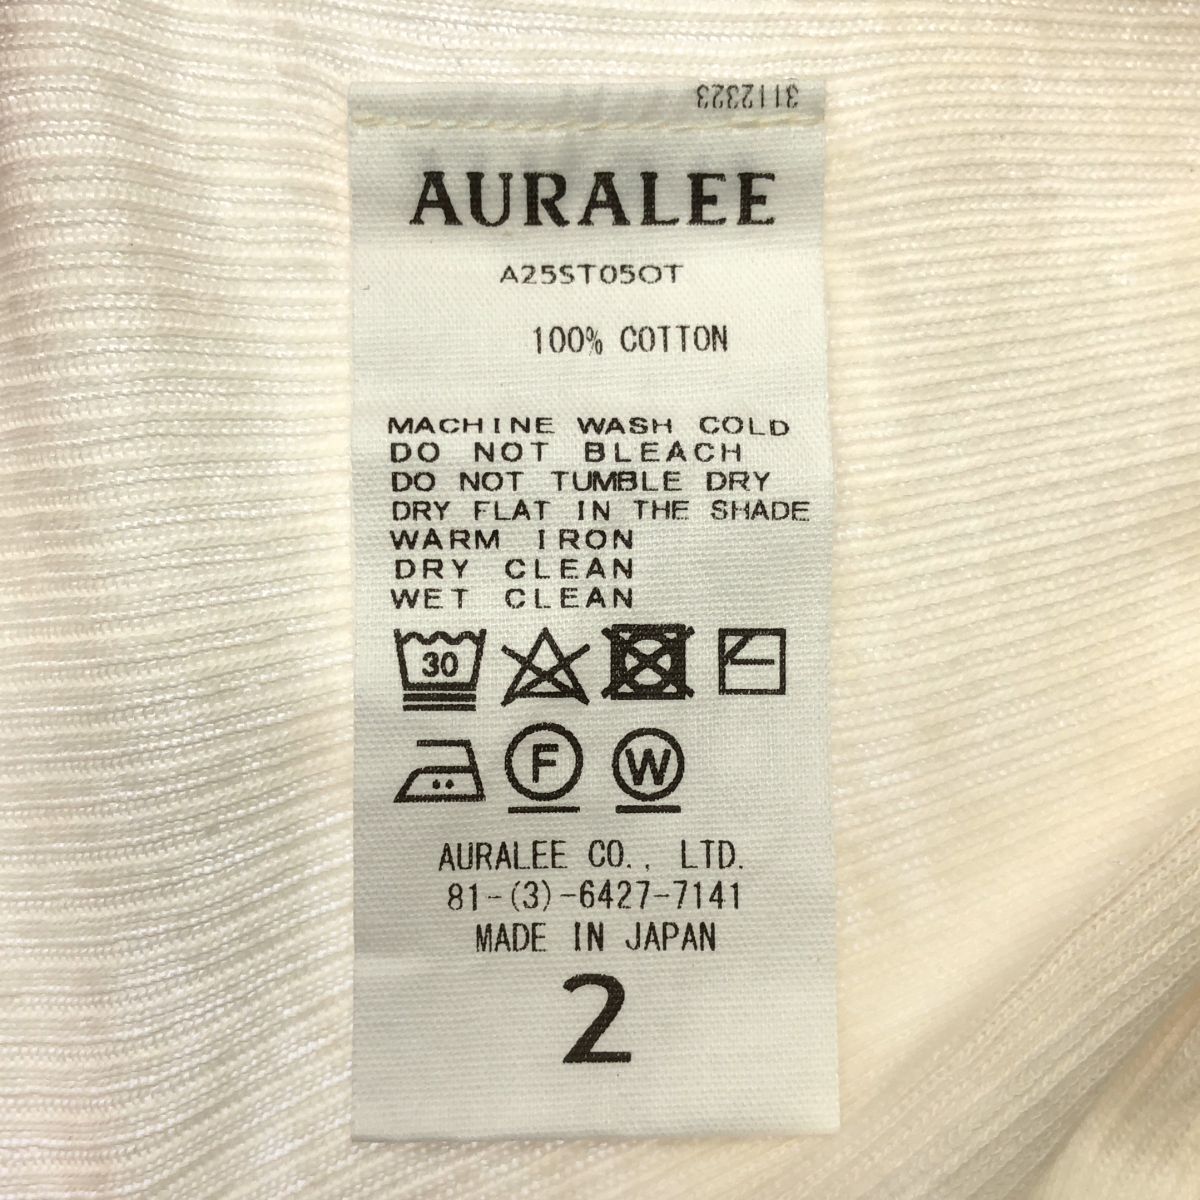 3112323
AURALEE
A25ST05OT
100% COTTON
MACHINE WASH COLD
DO NOT BLEACH
DO NOT TUMBLE DRY
DRY FLAT IN THE SHADE
WARM IRON
DRY CLEAN
WET CLEAN
30
F W
AURALEE CO., LTD.
81-(3)-6427-7141
MADE IN JAPAN
2